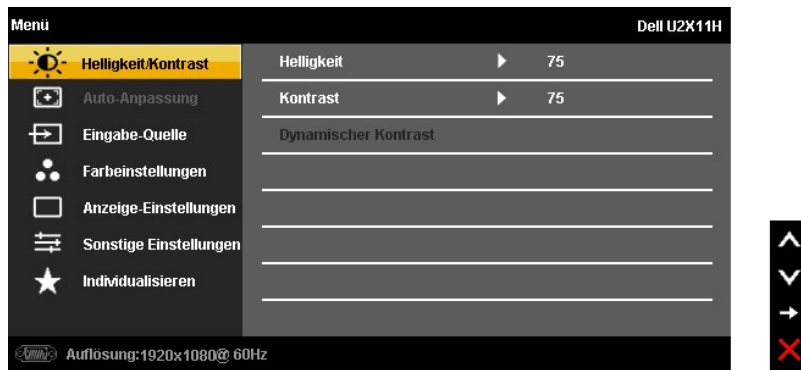 Menü Dell U2X11H
Helligkeit/Kontrast Helligkeit 75
Auto-Anpassung Kontrast 75
Eingabe-Quelle Dynamischer Kontrast
Farbeinstellungen
Anzeige-Einstellungen
Sonstige Einstellungen
Individualisieren
Auflösung:1920x1080@ 60Hz